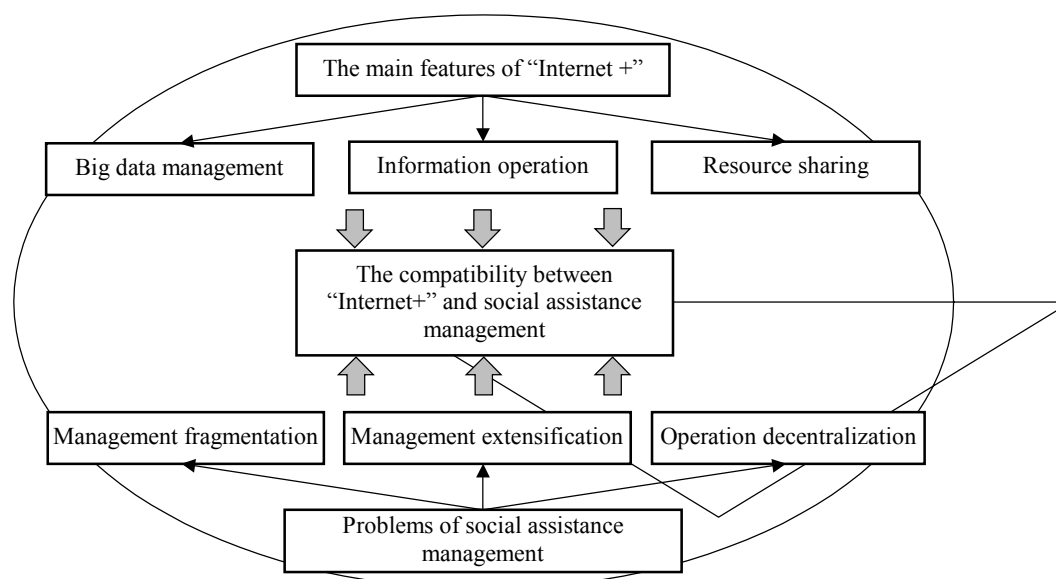 The main features of “Internet +”
Big data management
Information operation
Resource sharing
The compatibility between
“Internet+” and social assistance
management
Management fragmentation
Management extensification
Operation decentralization
Problems of social assistance
management